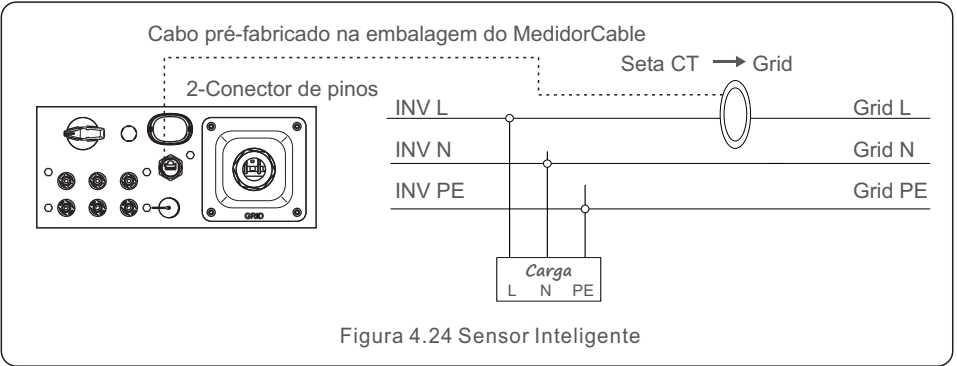 Cabo pré-fabricado na embalagem do MedidorCable
Seta CT → Grid
2-Conector de pinos
INV L
Grid L
INV N
Grid N
INV PE
Grid PE
GRID
Carga
L N PE
Figura 4.24 Sensor Inteligente